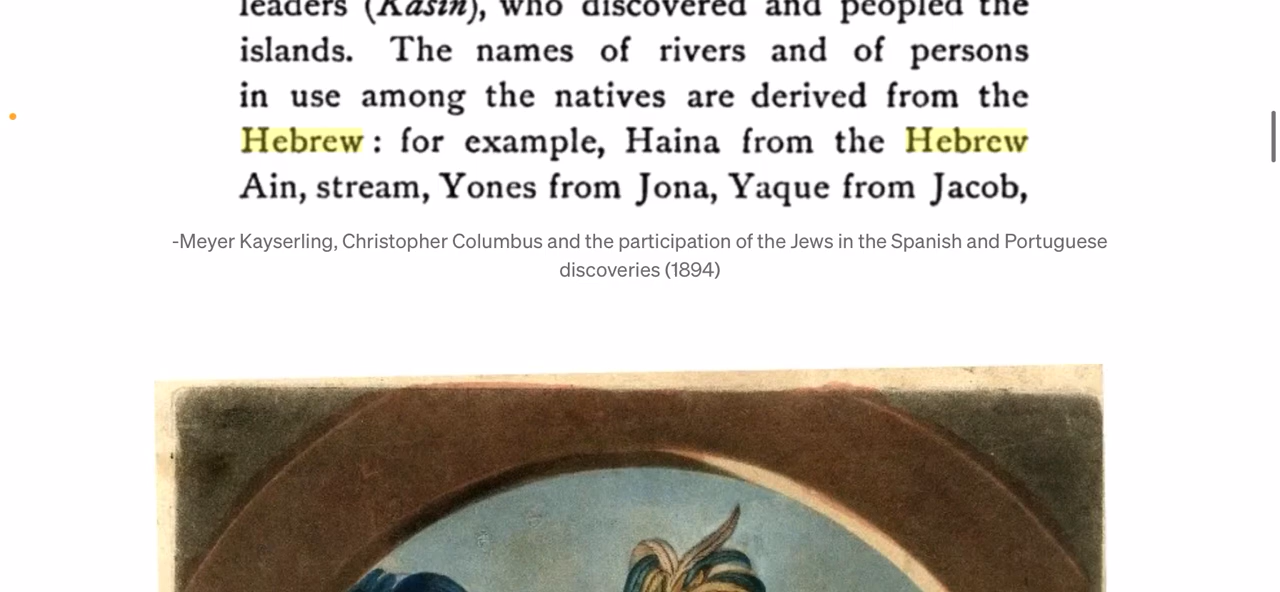 leaders (Kasin), who discovered and peopled the
islands. The names of rivers and of persons
in use among the natives are derived from the
Hebrew : for example, Haina from the Hebrew
Ain, stream, Yones from Jona, Yaque from Jacob,
-Meyer Kayserling, Christopher Columbus and the participation of the Jews in the Spanish and Portuguese
discoveries (1894)